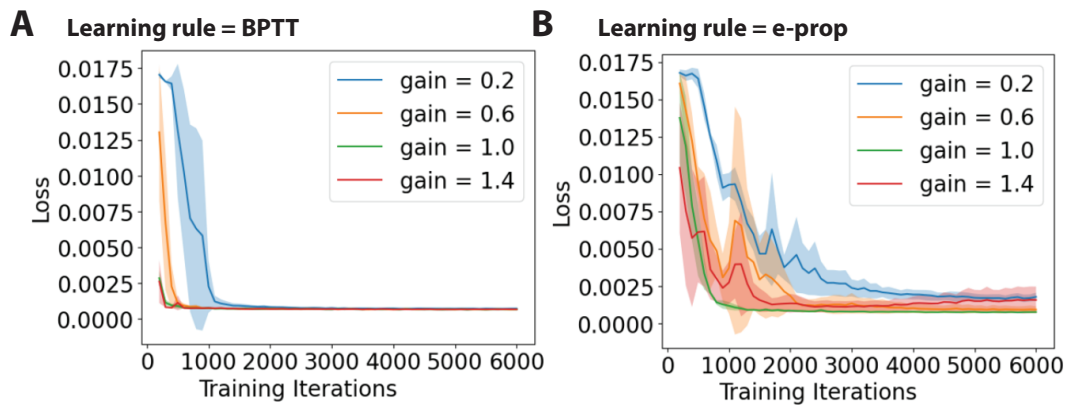 A Learning rule = BPTT
0.0175
0.0150
0.0125
0.0100
0.0075
0.0050
0.0025
0.0000
Loss
gain = 0.2
gain = 0.6
gain = 1.0
gain = 1.4
0 1000 2000 3000 4000 5000 6000
Training Iterations
B Learning rule = e-prop
0.0175
0.0150
0.0125
0.0100
0.0075
0.0050
0.0025
0.0000
Loss
gain = 0.2
gain = 0.6
gain = 1.0
gain = 1.4
0 1000 2000 3000 4000 5000 6000
Training Iterations